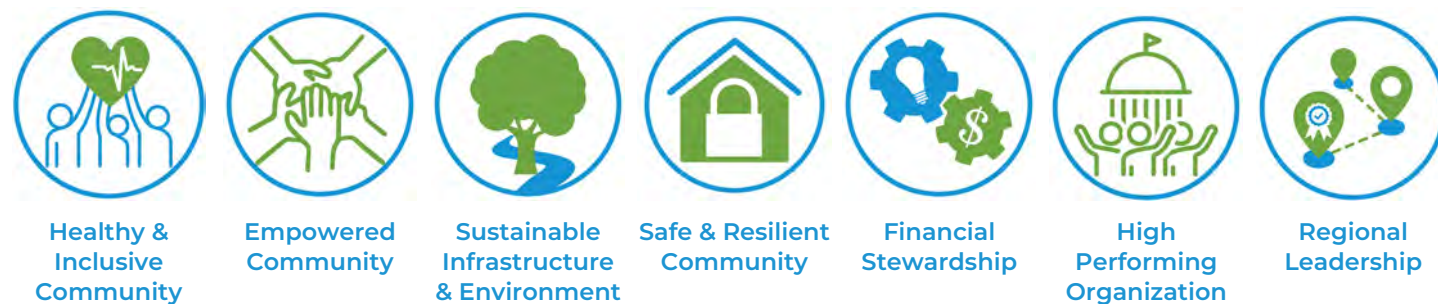 Healthy &
Inclusive
Community
Empowered
Community
Sustainable
Infrastructure
& Environment
Safe & Resilient
Community
$
Financial
Stewardship
High
Performing
Organization
Regional
Leadership